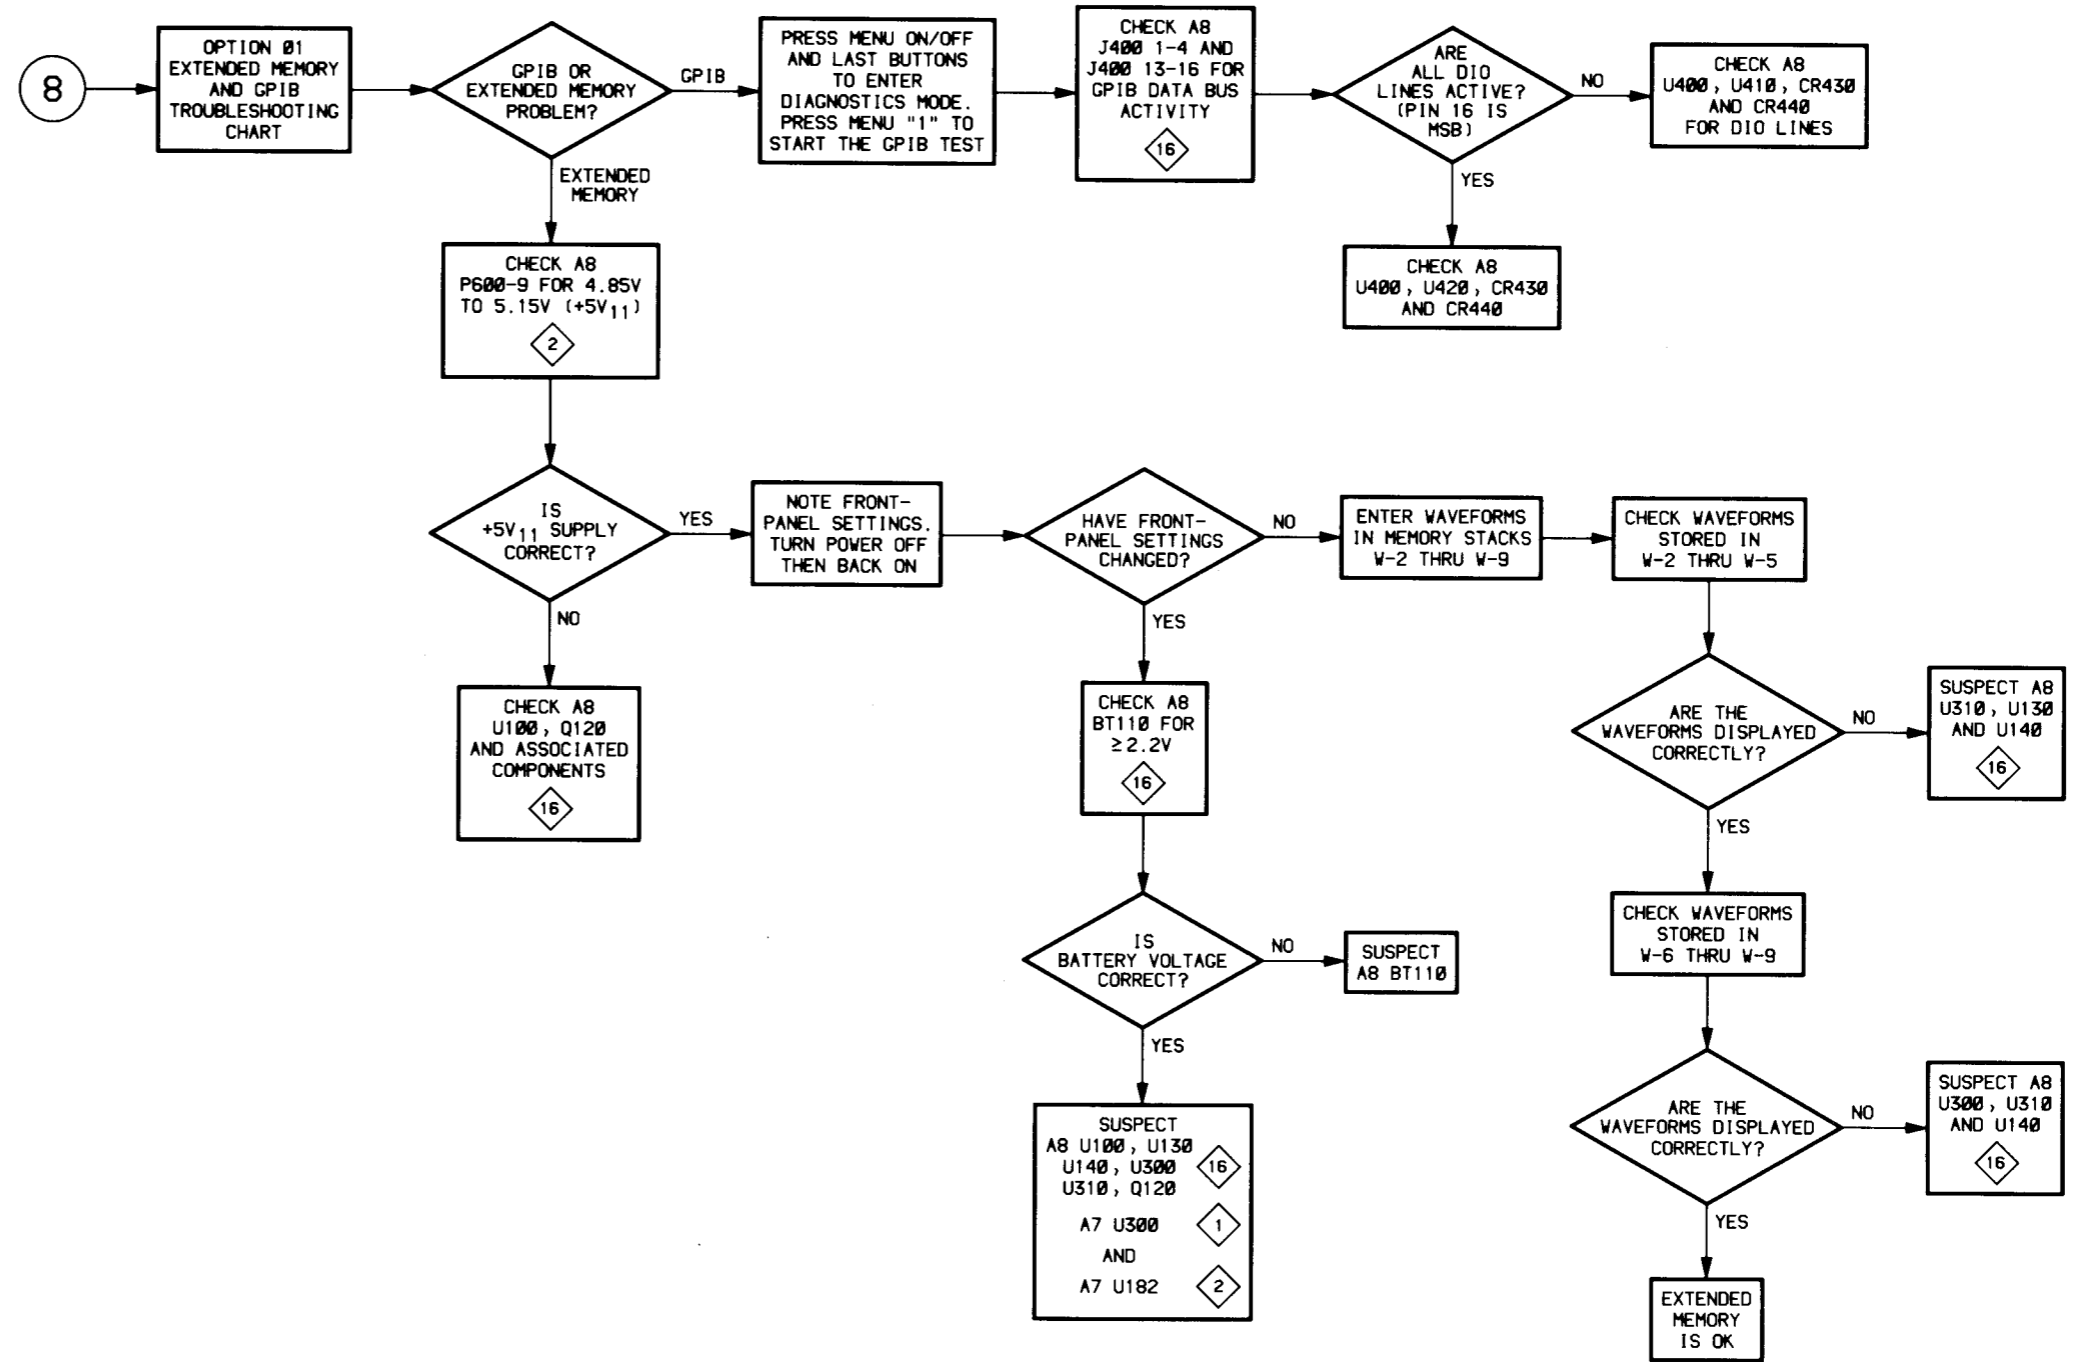 8
OPTION 01
EXTENDED MEMORY
AND GPIB
TROUBLESHOOTING
CHART
GPIB OR
EXTENDED MEMORY
PROBLEM?
GPIB
EXTENDED
MEMORY
PRESS MENU ON/OFF
AND LAST BUTTONS
TO ENTER
DIAGNOSTICS MODE.
PRESS MENU "1" TO
START THE GPIB TEST
CHECK A8
J400 1-4 AND
J400 13-16 FOR
GPIB DATA BUS
ACTIVITY
16
ARE
ALL DIO
LINES ACTIVE?
(PIN 16 IS
MSB)
NO
YES
CHECK A8
U400, U410, CR430
AND CR440
FOR DIO LINES
CHECK A8
U400, U420, CR430
AND CR440
CHECK A8
P600-9 FOR 4.85V
TO 5.15V (+5V11)
2
IS
+5V11 SUPPLY
CORRECT?
YES
NO
NOTE FRONT-
PANEL SETTINGS.
TURN POWER OFF
THEN BACK ON
HAVE FRONT-
PANEL SETTINGS
CHANGED?
NO
YES
ENTER WAVEFORMS
IN MEMORY STACKS
W-2 THRU W-9
CHECK WAVEFORMS
STORED IN
W-2 THRU W-5
CHECK A8
U100, Q120
AND ASSOCIATED
COMPONENTS
16
CHECK A8
BT110 FOR
≥2.2V
16
ARE THE
WAVEFORMS DISPLAYED
CORRECTLY?
NO
YES
SUSPECT A8
U310, U130
AND U140
16
CHECK WAVEFORMS
STORED IN
W-6 THRU W-9
IS
BATTERY VOLTAGE
CORRECT?
NO
YES
SUSPECT
A8 BT110
SUSPECT
A8 U100, U130
U140, U300
U310, Q120
16
A7 U300
1
AND
A7 U182
2
ARE THE
WAVEFORMS DISPLAYED
CORRECTLY?
NO
YES
SUSPECT A8
U300, U310
AND U140
16
EXTENDED
MEMORY
IS OK